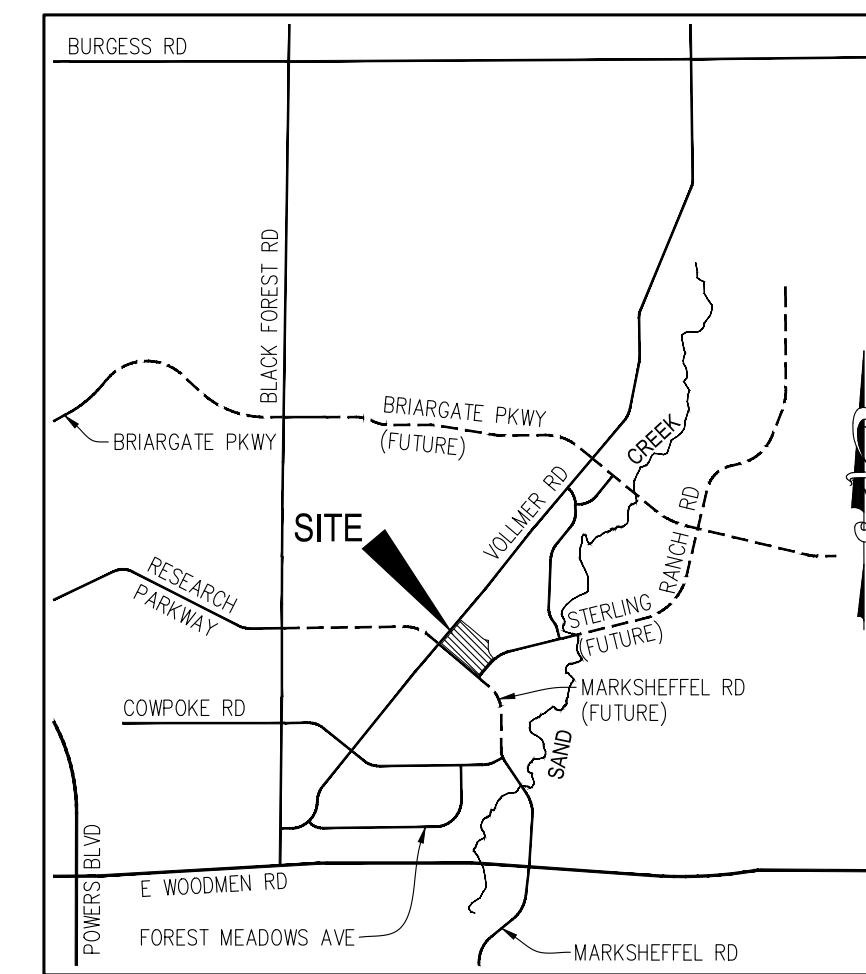 BURGESS RD
BLACK FOREST RD
BRIARGATE PKWY
(FUTURE)
BRIARGATE PKWY
CREEK
VOLLMER RD
SITE
RANCH RD
RESEARCH
PARKWAY
STERLING
(FUTURE)
MARKSHEFFEL RD
(FUTURE)
COWPOKE RD
SAND
POWERS BLVD
E WOODMEN RD
FOREST MEADOWS AVE
MARKSHEFFEL RD